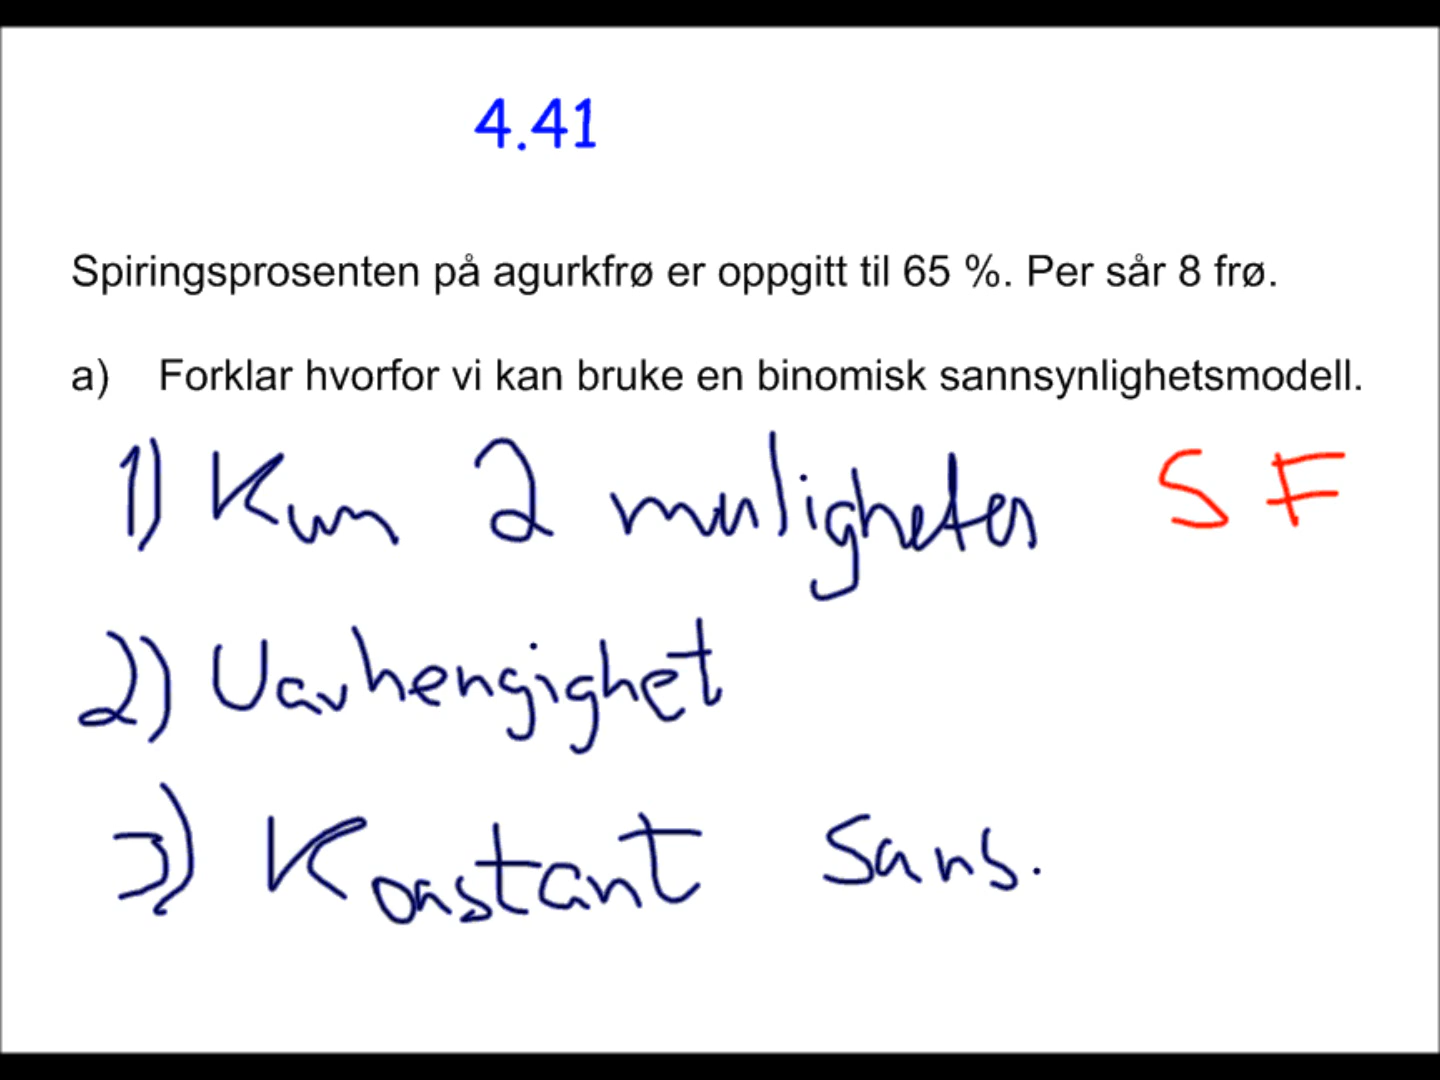 4.41
Spiringsprosenten på agurkfrø er oppgitt til 65 %. Per sår 8 frø.
a) Forklar hvorfor vi kan bruke en binomisk sannsynlighetsmodell.
1) Kun 2 muligheter S F
2) Uavhengighet
3) Konstant sans.